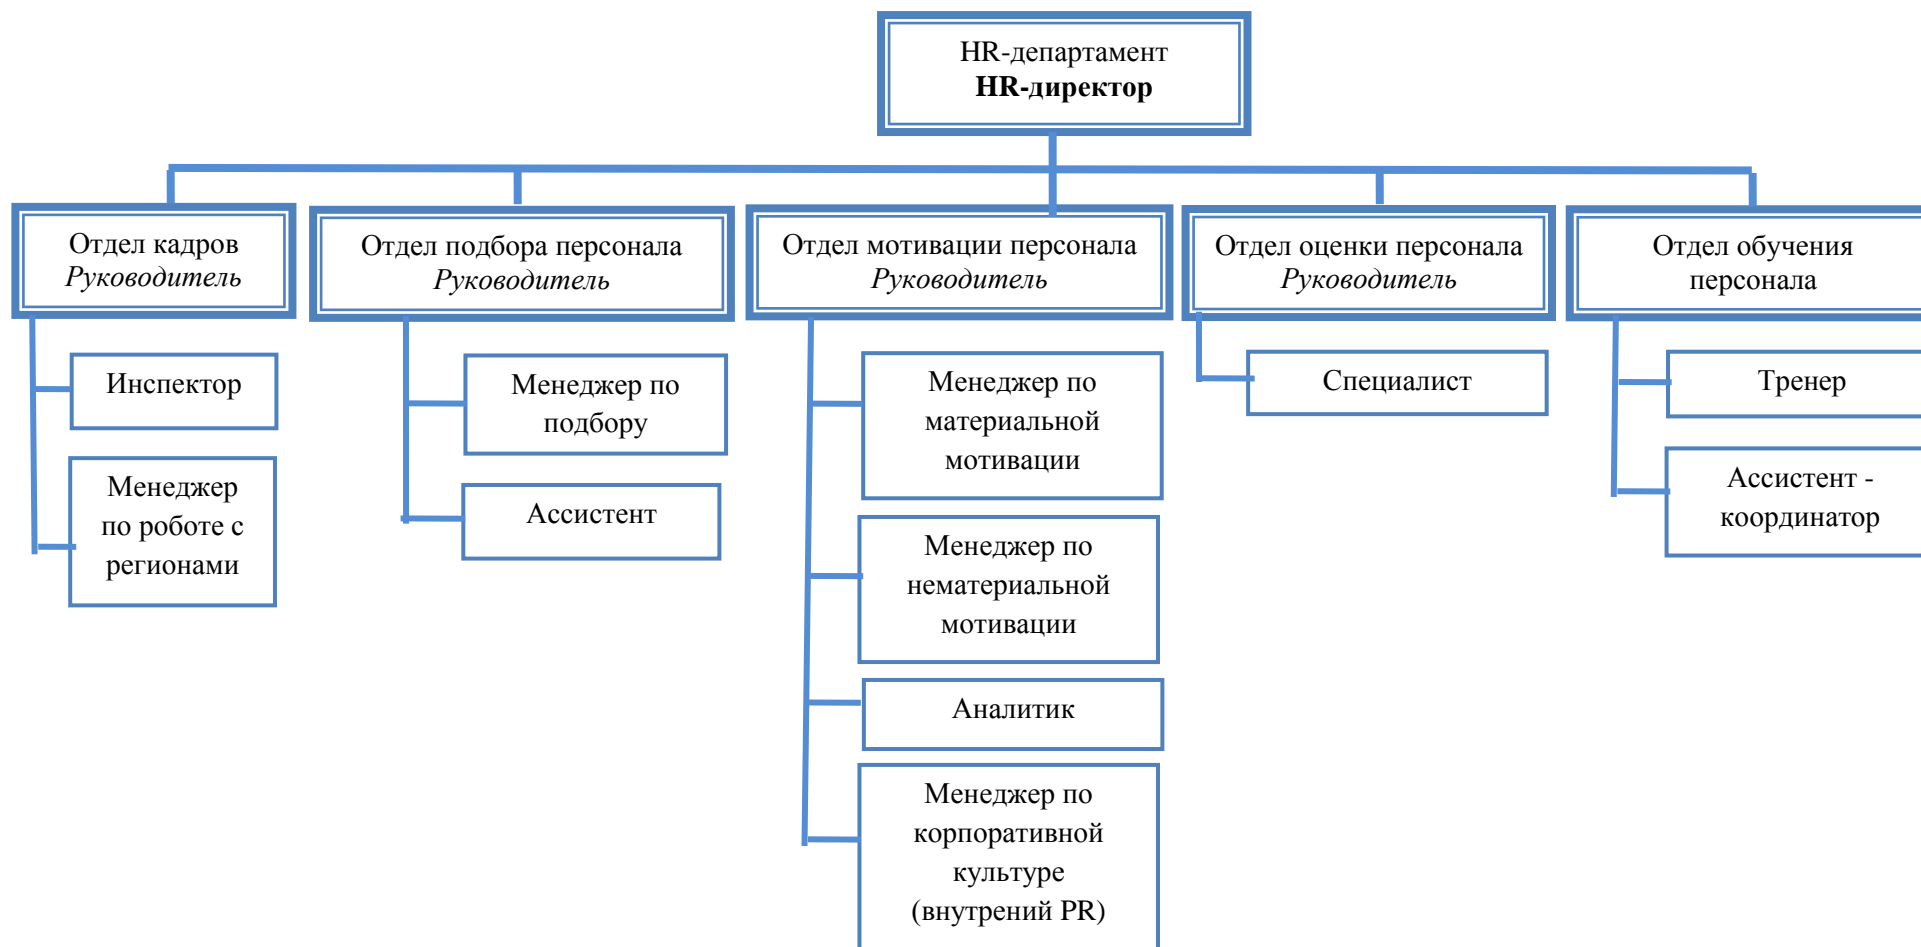 HR-департамент
HR-директор
Отдел кадров
Руководитель
Инспектор
Менеджер
по роботе с
регионами
Отдел подбора персонала
Руководитель
Менеджер по
подбору
Ассистент
Отдел мотивации персонала
Руководитель
Менеджер по
материальной
мотивации
Менеджер по
нематериальной
мотивации
Аналитик
Менеджер по
корпоративной
культуре
(внутрений PR)
Отдел оценки персонала
Руководитель
Специалист
Отдел обучения
персонала
Тренер
Ассистент -
координатор